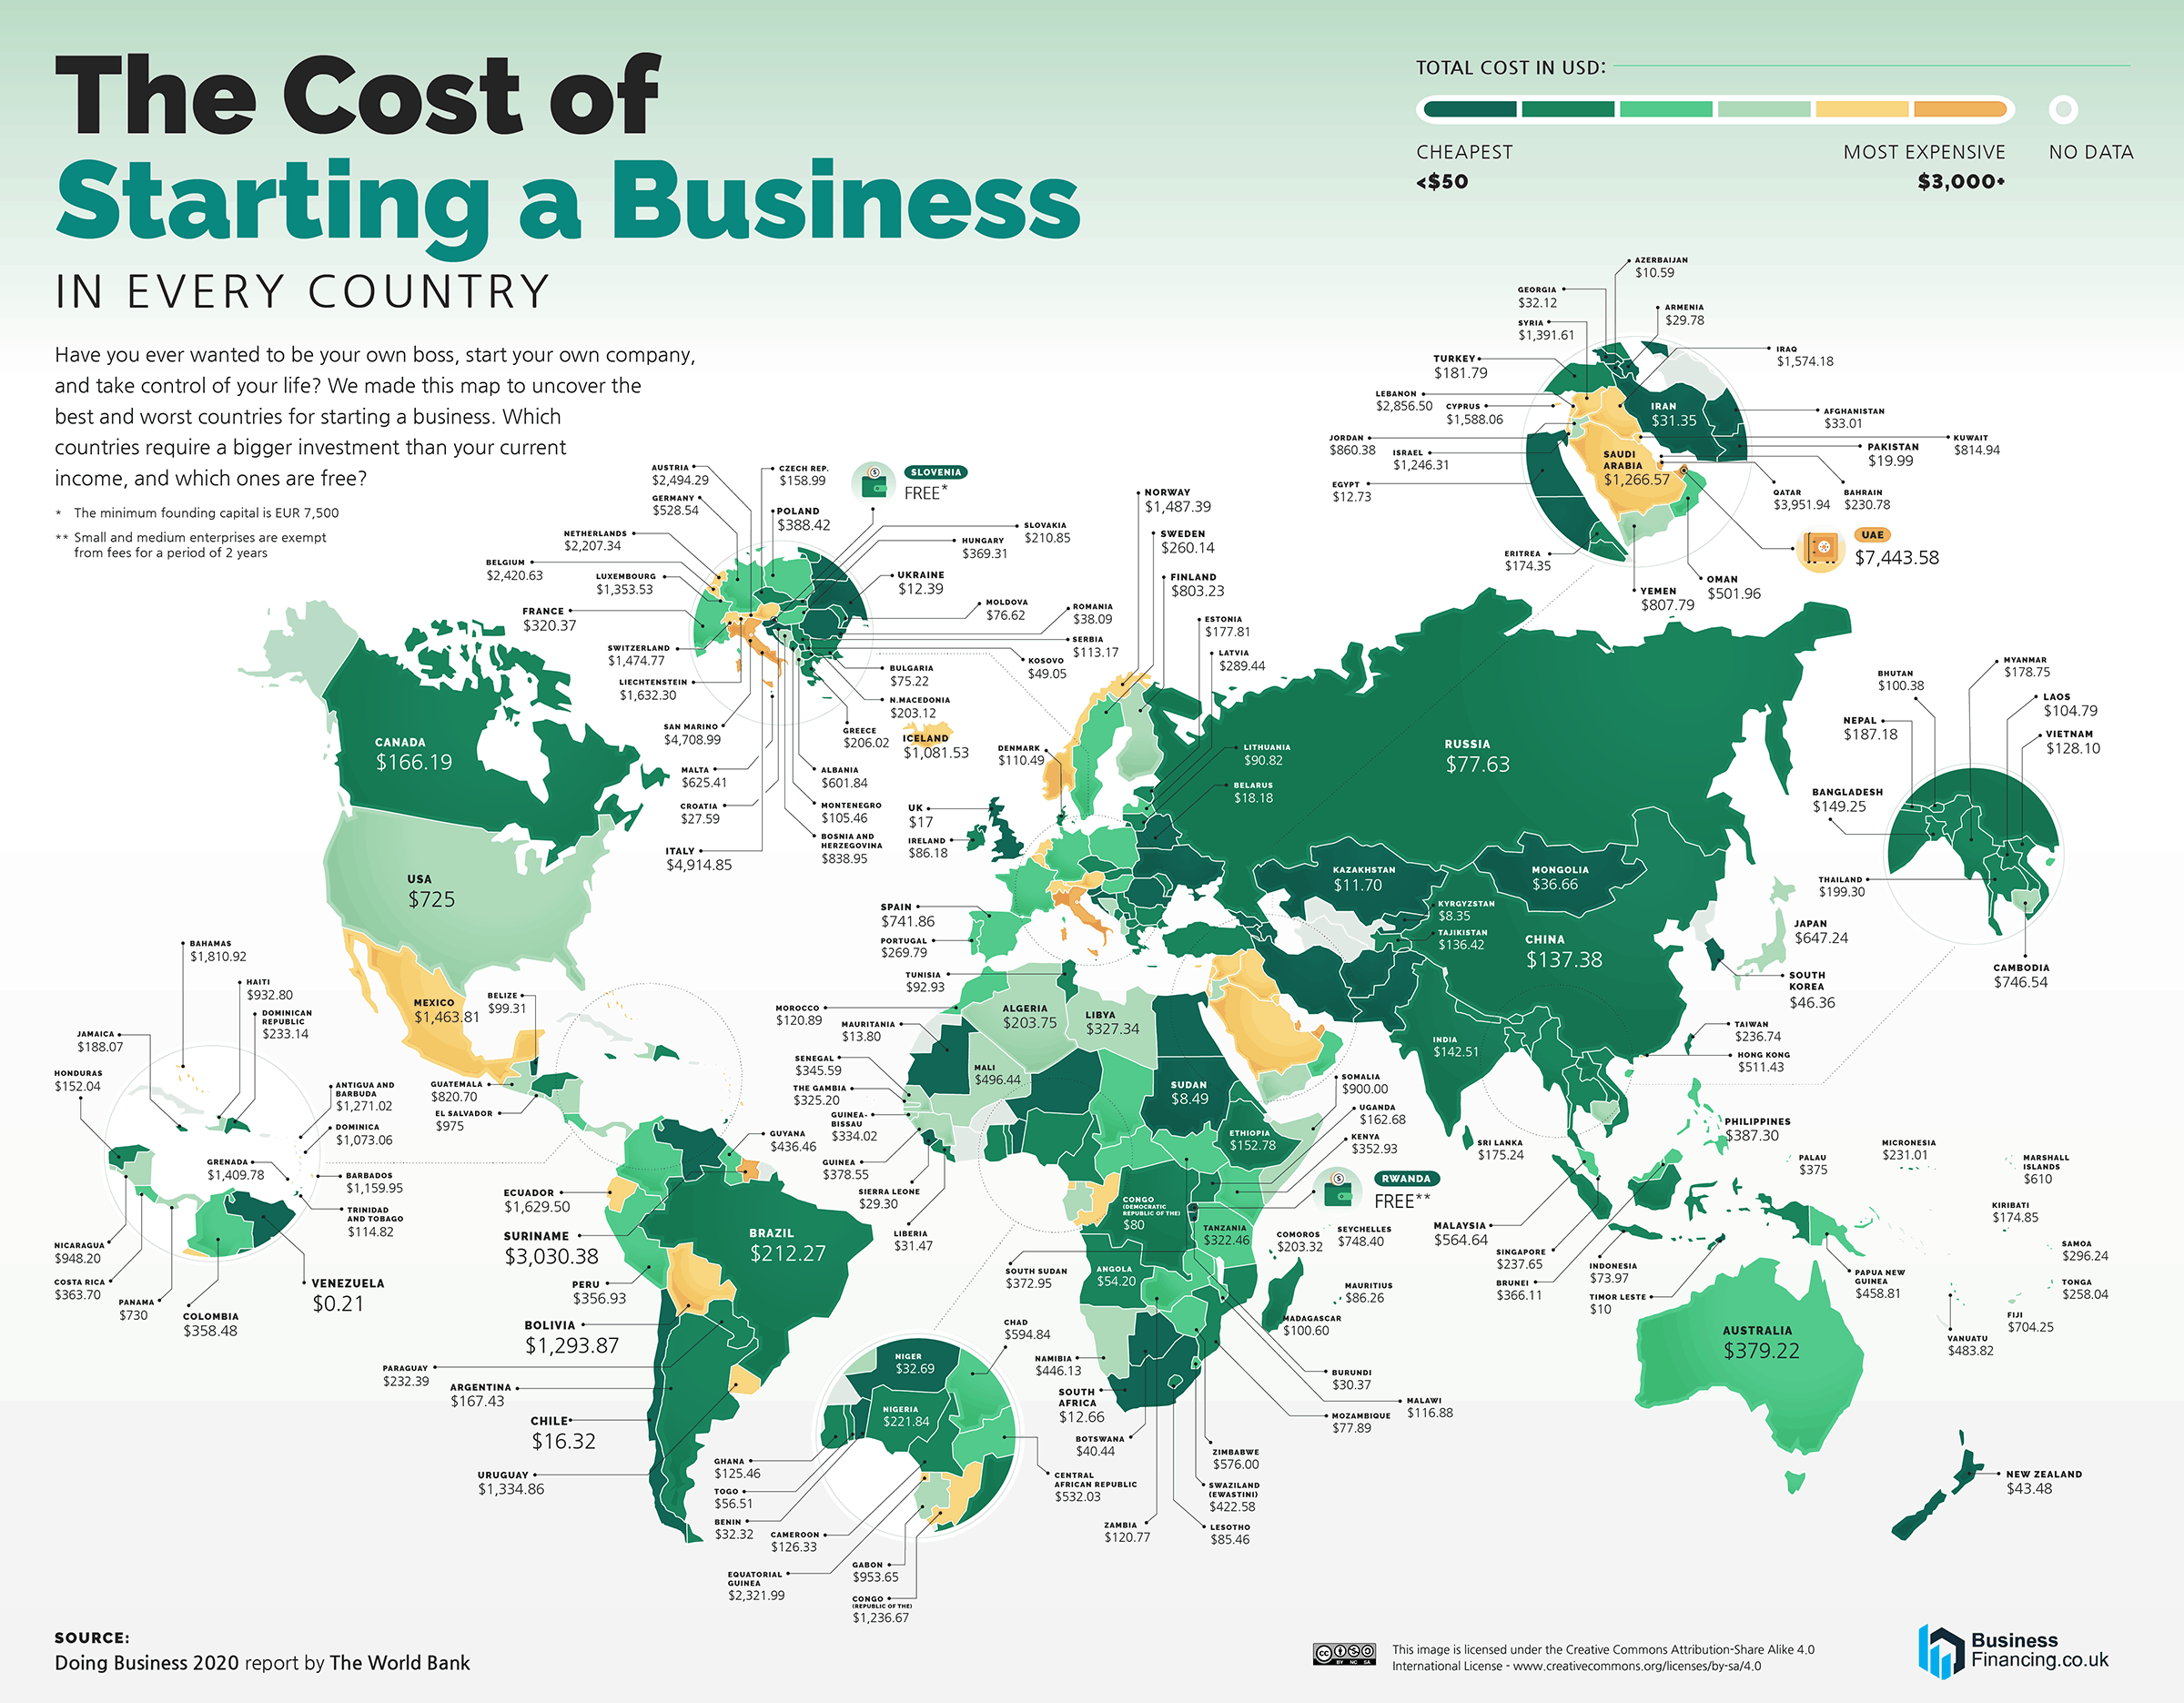 The Cost of
Starting a Business
IN EVERY COUNTRY
Have you ever wanted to be your own boss, start your own company,
and take control of your life? We made this map to uncover the
best and worst countries for starting a business. Which
countries require a bigger investment than your current
income, and which ones are free?
* The minimum founding capital is EUR 7,500
** Small and medium enterprises are exempt
from fees for a period of 2 years
TOTAL COST IN USD:
CHEAPEST
<$50
MOST EXPENSIVE
$3,000+
NO DATA
AZERBAIJAN
$10.59
GEORGIA
$32.12
ARMENIA
$29.78
SYRIA
$1,391.61
IRAQ
$1,574.18
TURKEY
$181.79
LEBANON
$2,856.50
CYPRUS
$1,588.06
IRAN
$31.35
AFGHANISTAN
$33.01
JORDAN
$860.38
ISRAEL
$1,246.31
PAKISTAN
$19.99
KUWAIT
$814.94
SAUDI
ARABIA
$1,266.57
EGYPT
$12.73
QATAR
$3,951.94
BAHRAIN
$230.78
UAE
$7,443.58
ERITREA
$174.35
YEMEN
$807.79
OMAN
$501.96
AUSTRIA
$2,494.29
CZECH REP.
$158.99
SLOVENIA
FREE*
GERMANY
$528.54
POLAND
$388.42
NETHERLANDS
$2,207.34
SLOVAKIA
$210.85
HUNGARY
$369.31
BELGIUM
$2,420.63
LUXEMBOURG
$1,353.53
UKRAINE
$12.39
FRANCE
$320.37
MOLDOVA
$76.62
ROMANIA
$38.09
SWITZERLAND
$1,474.77
SERBIA
$113.17
KOSOVO
$49.05
LIECHTENSTEIN
$1,632.30
BULGARIA
$75.22
N.MACEDONIA
$203.12
SAN MARINO
$4,708.99
GREECE
$206.02
MALTA
$625.41
ALBANIA
$601.84
CROATIA
$27.59
MONTENEGRO
$105.46
ITALY
$4,914.85
BOSNIA AND
HERZEGOVINA
$838.95
ICELAND
$1,081.53
NORWAY
$1,487.39
SWEDEN
$260.14
FINLAND
$803.23
ESTONIA
$177.81
LATVIA
$289.44
DENMARK
$110.49
LITHUANIA
$90.82
BELARUS
$18.18
UK
$17
IRELAND
$86.18
SPAIN
$741.86
PORTUGAL
$269.79
RUSSIA
$77.63
KAZAKHSTAN
$11.70
MONGOLIA
$36.66
KYRGYZSTAN
$8.35
TAJIKISTAN
$136.42
CHINA
$137.38
INDIA
$142.51
BHUTAN
$100.38
MYANMAR
$178.75
LAOS
$104.79
NEPAL
$187.18
VIETNAM
$128.10
BANGLADESH
$149.25
THAILAND
$199.30
CAMBODIA
$746.54
JAPAN
$647.24
SOUTH
KOREA
$46.36
TAIWAN
$236.74
HONG KONG
$511.43
CANADA
$166.19
USA
$725
MEXICO
$1,463.81
BELIZE
$99.31
GUATEMALA
$820.70
EL SALVADOR
$975
BAHAMAS
$1,810.92
HAITI
$932.80
DOMINICAN
REPUBLIC
$233.14
JAMAICA
$188.07
HONDURAS
$152.04
ANTIGUA AND
BARBUDA
$1,271.02
DOMINICA
$1,073.06
GRENADA
$1,409.78
BARBADOS
$1,159.95
TRINIDAD
AND TOBAGO
$114.82
NICARAGUA
$948.20
COSTA RICA
$363.70
PANAMA
$730
COLOMBIA
$358.48
VENEZUELA
$0.21
GUYANA
$436.46
ECUADOR
$1,629.50
SURINAME
$3,030.38
PERU
$356.93
BRAZIL
$212.27
BOLIVIA
$1,293.87
PARAGUAY
$232.39
ARGENTINA
$167.43
CHILE
$16.32
URUGUAY
$1,334.86
TUNISIA
$92.93
MOROCCO
$120.89
ALGERIA
$203.75
LIBYA
$327.34
MAURITANIA
$13.80
MALI
$496.44
SENEGAL
$345.59
THE GAMBIA
$325.20
GUINEA-
BISSAU
$334.02
GUINEA
$378.55
SIERRA LEONE
$29.30
LIBERIA
$31.47
SUDAN
$8.49
ETHIOPIA
$152.78
SOMALIA
$900.00
UGANDA
$162.68
KENYA
$352.93
RWANDA
FREE**
CONGO
(DEMOCRATIC
REPUBLIC OF THE)
$80
TANZANIA
$322.46
SOUTH SUDAN
$372.95
ANGOLA
$54.20
COMOROS
$203.32
SEYCHELLES
$748.40
MAURITIUS
$86.26
MADAGASCAR
$100.60
NAMIBIA
$446.13
SOUTH
AFRICA
$12.66
BOTSWANA
$40.44
BURUNDI
$30.37
MALAWI
$116.88
MOZAMBIQUE
$77.89
ZIMBABWE
$576.00
SWAZILAND
(EWASTINI)
$422.58
ZAMBIA
$120.77
LESOTHO
$85.46
CHAD
$594.84
NIGER
$32.69
NIGERIA
$221.84
GHANA
$125.46
TOGO
$56.51
BENIN
$32.32
CAMEROON
$126.33
CENTRAL
AFRICAN REPUBLIC
$532.03
EQUATORIAL
GUINEA
$2,321.99
GABON
$953.65
CONGO
(REPUBLIC OF THE)
$1,236.67
SRI LANKA
$175.24
PHILIPPINES
$387.30
PALAU
$375
MICRONESIA
$231.01
MARSHALL
ISLANDS
$610
KIRIBATI
$174.85
MALAYSIA
$564.64
SINGAPORE
$237.65
BRUNEI
$366.11
INDONESIA
$73.97
TIMOR LESTE
$10
PAPUA NEW
GUINEA
$458.81
SAMOA
$296.24
TONGA
$258.04
FIJI
$704.25
VANUATU
$483.82
AUSTRALIA
$379.22
NEW ZEALAND
$43.48
SOURCE:
Doing Business 2020 report by The World Bank
cc BY NC SA
This image is licensed under the Creative Commons Attribution-Share Alike 4.0
International License - www.creativecommons.org/licenses/by-sa/4.0
Business
Financing.co.uk